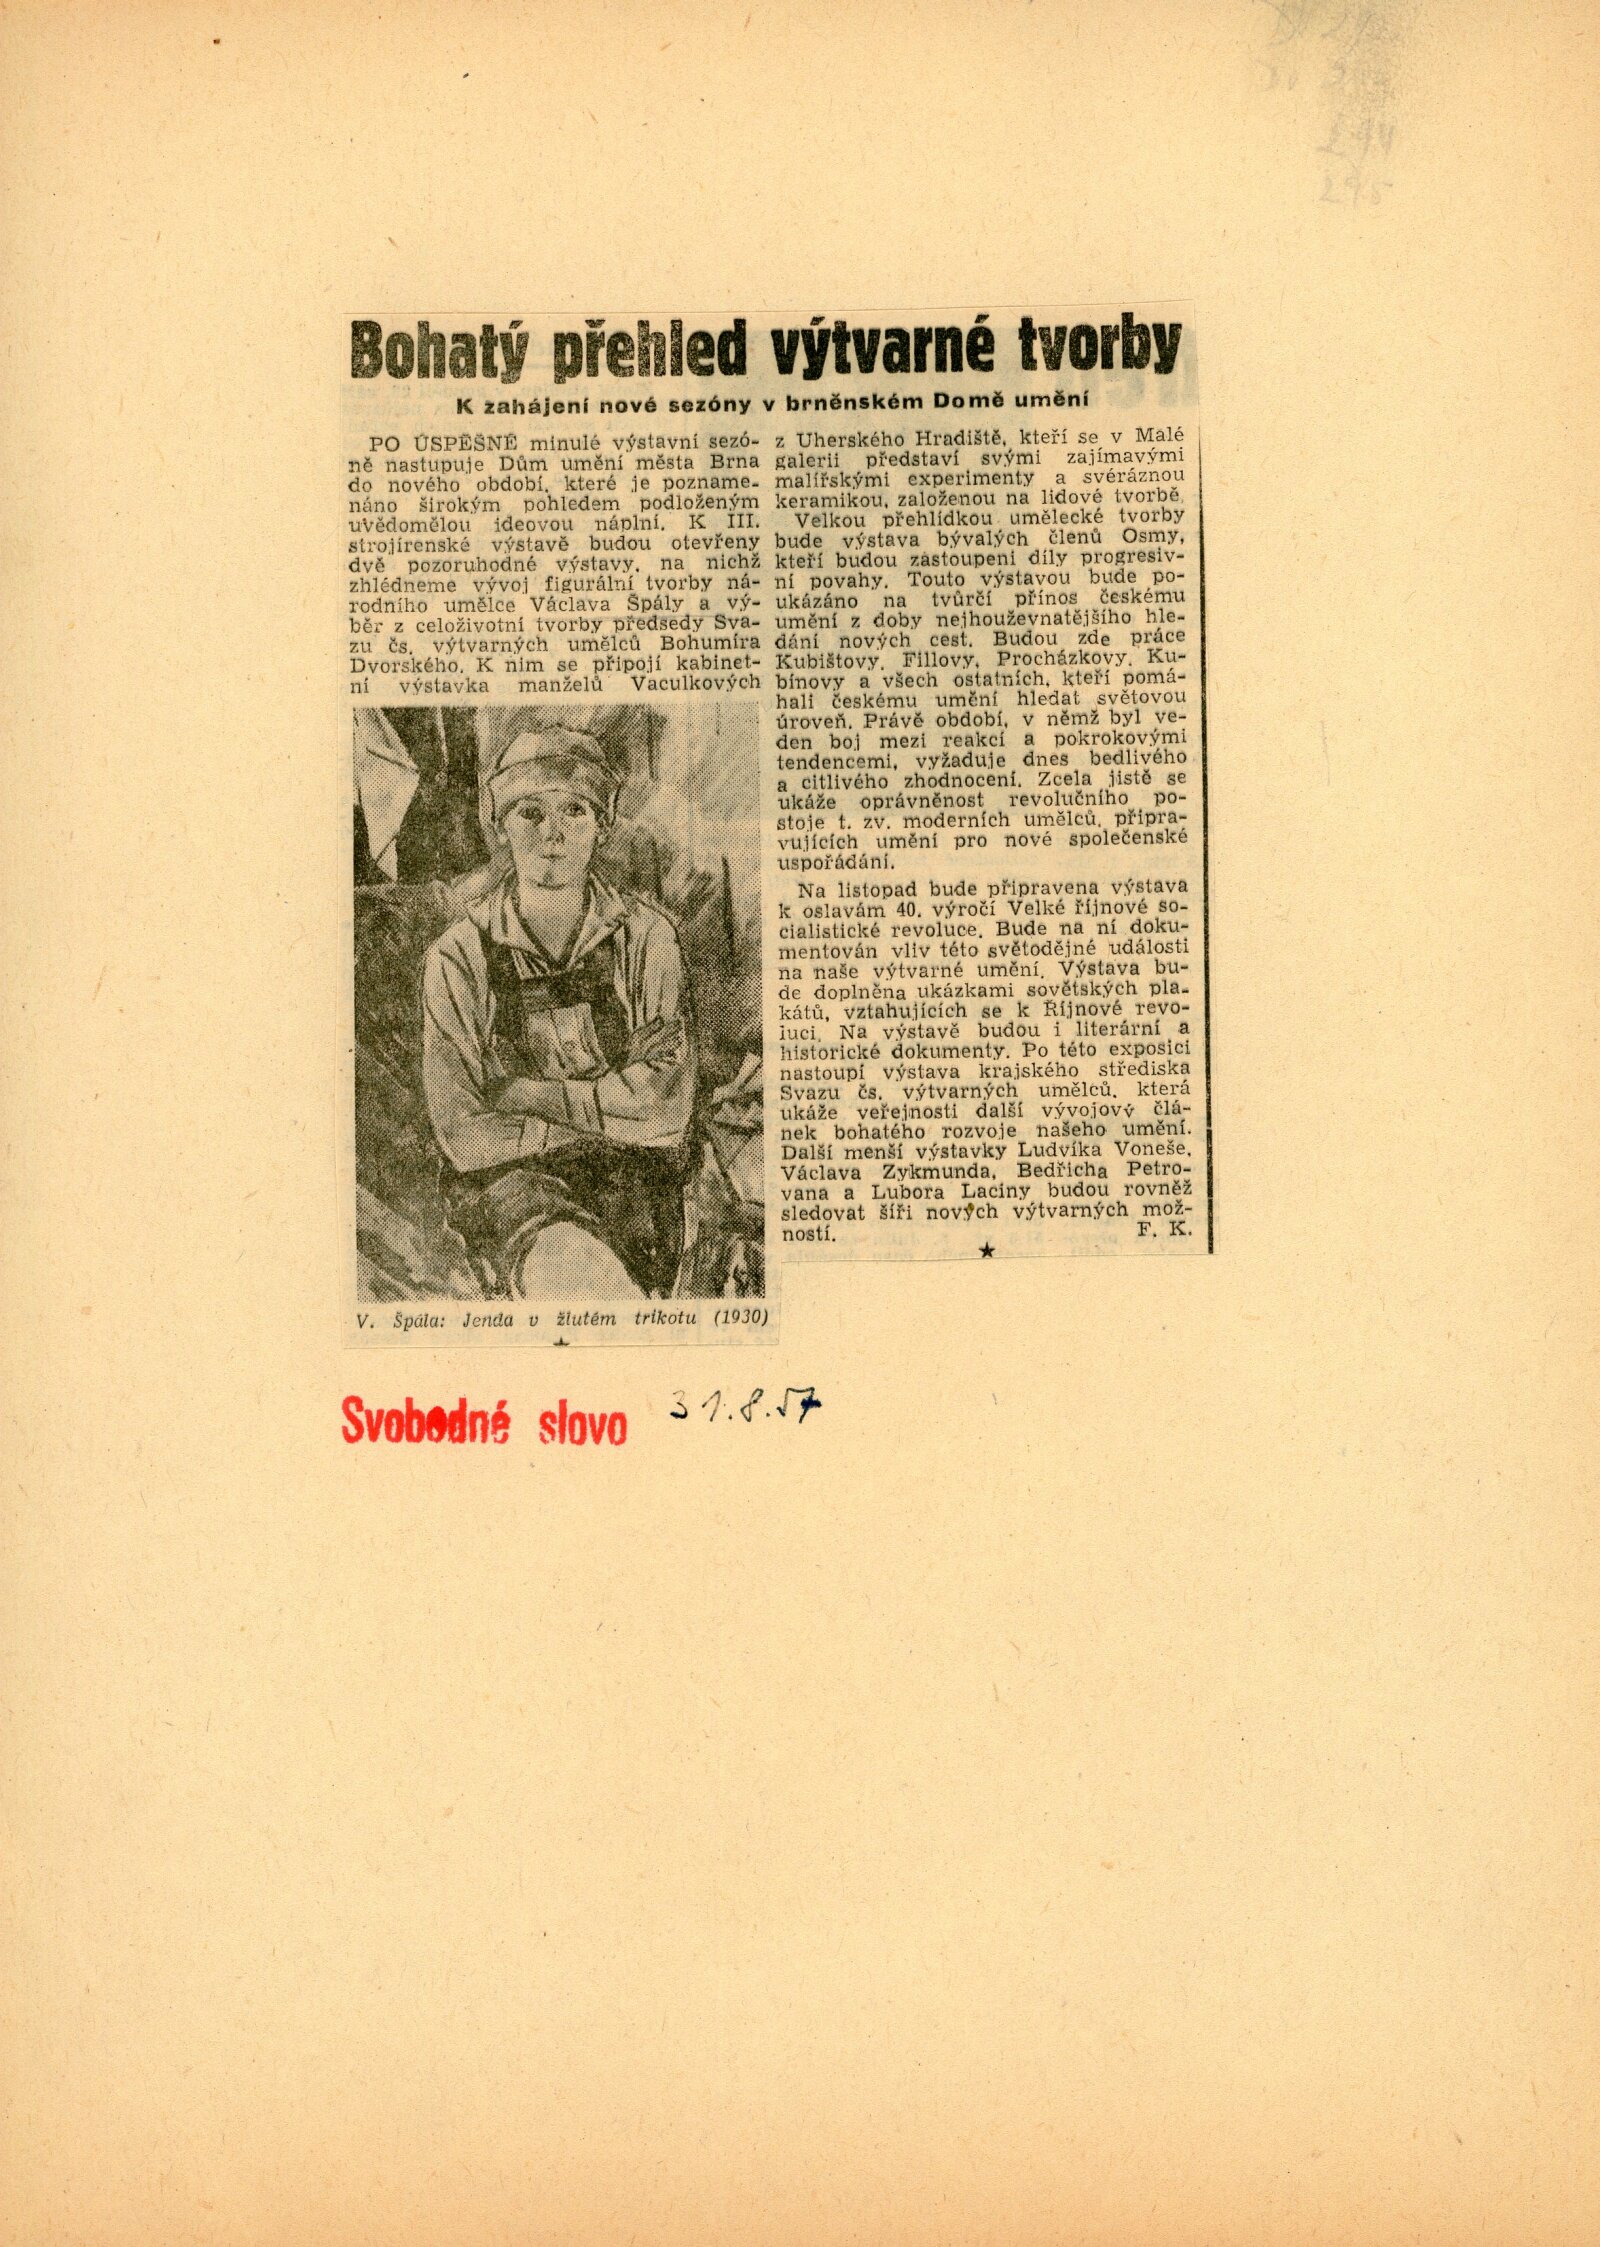 Bohatý přehled výtvarné tvorby
K zahájení nové sezóny v brněnském Domě umění
PO ÚSPĚŠNÉ minulé výstavní sezó-
ně nastupuje Dům umění města Brna
do nového období, které je pozname-
náno širokým pohledem podloženým
uvědomělou ideovou náplní. K III.
strojírenské výstavě budou otevřeny
dvě pozoruhodné výstavy, na nichž
zhlédneme vývoj figurální tvorby ná-
rodního umělce Václava Špály a vý-
běr z celoživotní tvorby předsedy Sva-
zu čs. výtvarných umělců Bohumíra
Dvorského. K nim se připojí kabinet-
ní výstavka manželů Vaculkových
z Uherského Hradiště, kteří se v Malé
galerii představí svými zajímavými
malířskými experimenty a svéráznou
keramikou, založenou na lidové tvorbě.
Velkou přehlídkou umělecké tvorby
bude výstava bývalých členů Osmy,
kteří budou zastoupeni díly progresiv-
ní povahy. Touto výstavou bude po-
ukázáno na tvůrčí přínos českému
umění z doby nejhouževnatějšího hle-
dání nových cest. Budou zde práce
Kubištovy, Fillovy, Procházkovy, Ku-
bínovy a všech ostatních, kteří pomá-
hali českému umění hledat světovou
úroveň. Právě období, v němž byl ve-
den boj mezi reakcí a pokrokovými
tendencemi, vyžaduje dnes bedlivého
a citlivého zhodnocení. Zcela jistě se
ukáže oprávněnost revolučního po-
stoje t. zv. moderních umělců, připra-
vujících umění pro nové společenské
uspořádání.
Na listopad bude připravena výstava
k oslavám 40. výročí Velké říjnové so-
cialistické revoluce. Bude na ní doku-
mentován vliv této světodějné události
na naše výtvarné umění. Výstava bu-
de doplněna ukázkami sovětských pla-
kátů, vztahujících se k Říjnové revo-
luci. Na výstavě budou i literární a
historické dokumenty. Po této exposici
nastoupí výstava krajského střediska
Svazu čs. výtvarných umělců, která
ukáže veřejnosti další vývojový člá-
nek bohatého rozvoje našeho umění.
Další menší výstavky Ludvíka Voneše,
Václava Zykmunda, Bedřicha Petro-
vana a Lubora Laciny budou rovněž
sledovat šíři nových výtvarných mož-
ností. F. K.
V. Špála: Jenda v žlutém trikotu (1930)
Svobodné slovo 31.8.57